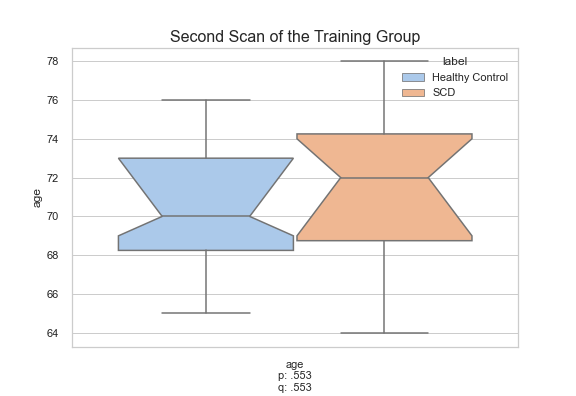 Second Scan of the Training Group
78
76
74
72
70
68
66
64
age
label
Healthy Control
SCD
age
p: .553
q: .553